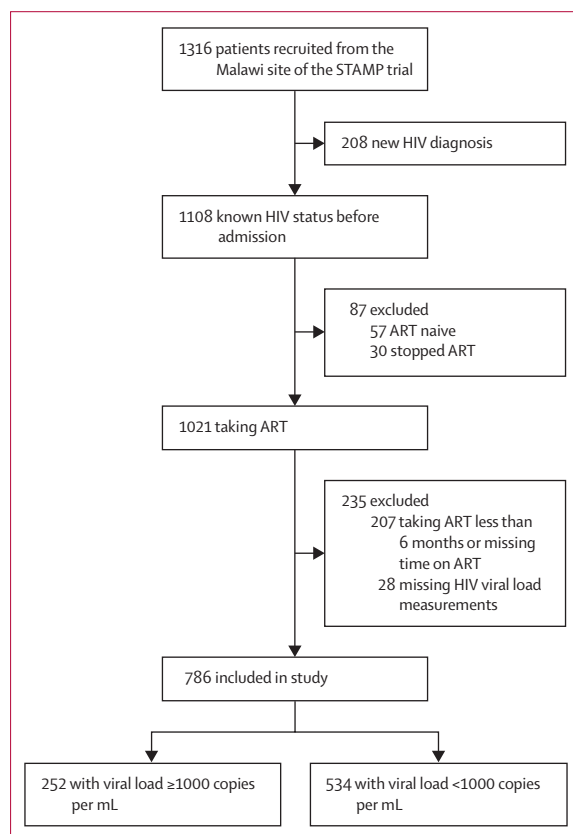 1316 patients recruited from the
Malawi site of the STAMP trial
208 new HIV diagnosis
1108 known HIV status before
admission
87 excluded
57 ART naive
30 stopped ART
1021 taking ART
235 excluded
207 taking ART less than
6 months or missing
time on ART
28 missing HIV viral load
measurements
786 included in study
252 with viral load ≥1000 copies
per mL
534 with viral load <1000 copies
per mL